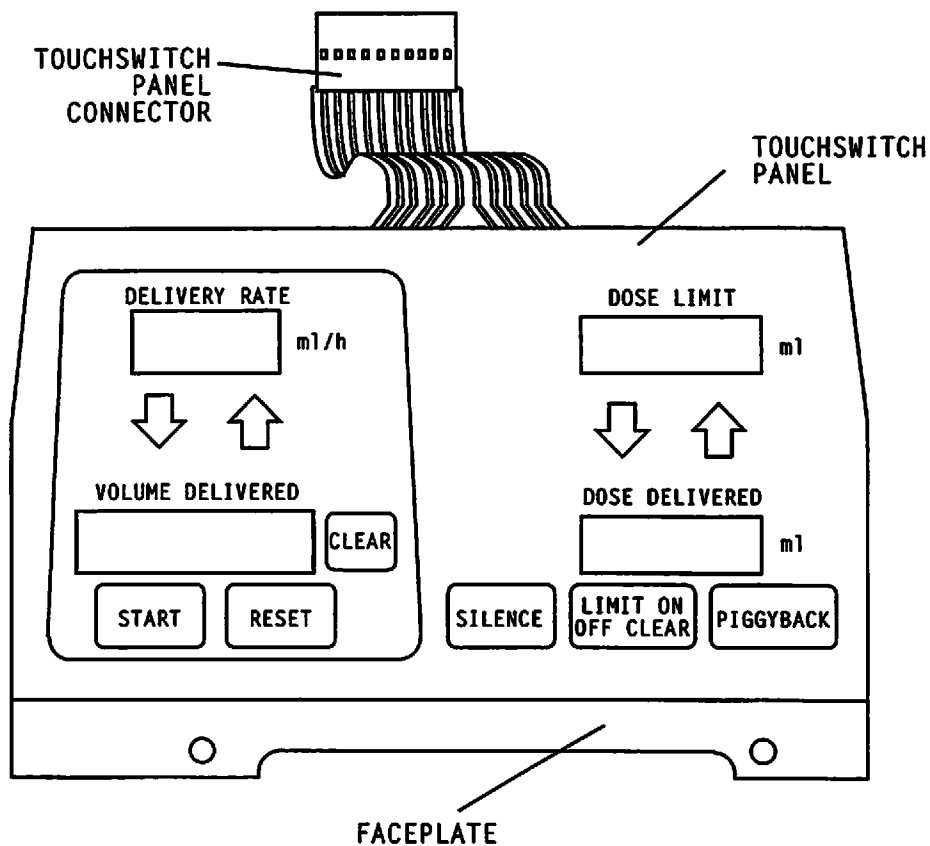 TOUCHSWITCH
PANEL
CONNECTOR
TOUCHSWITCH
PANEL
DELIVERY RATE
ml/h
DOSE LIMIT
ml
VOLUME DELIVERED
CLEAR
DOSE DELIVERED
ml
START
RESET
SILENCE
LIMIT ON
OFF CLEAR
PIGGYBACK
FACEPLATE